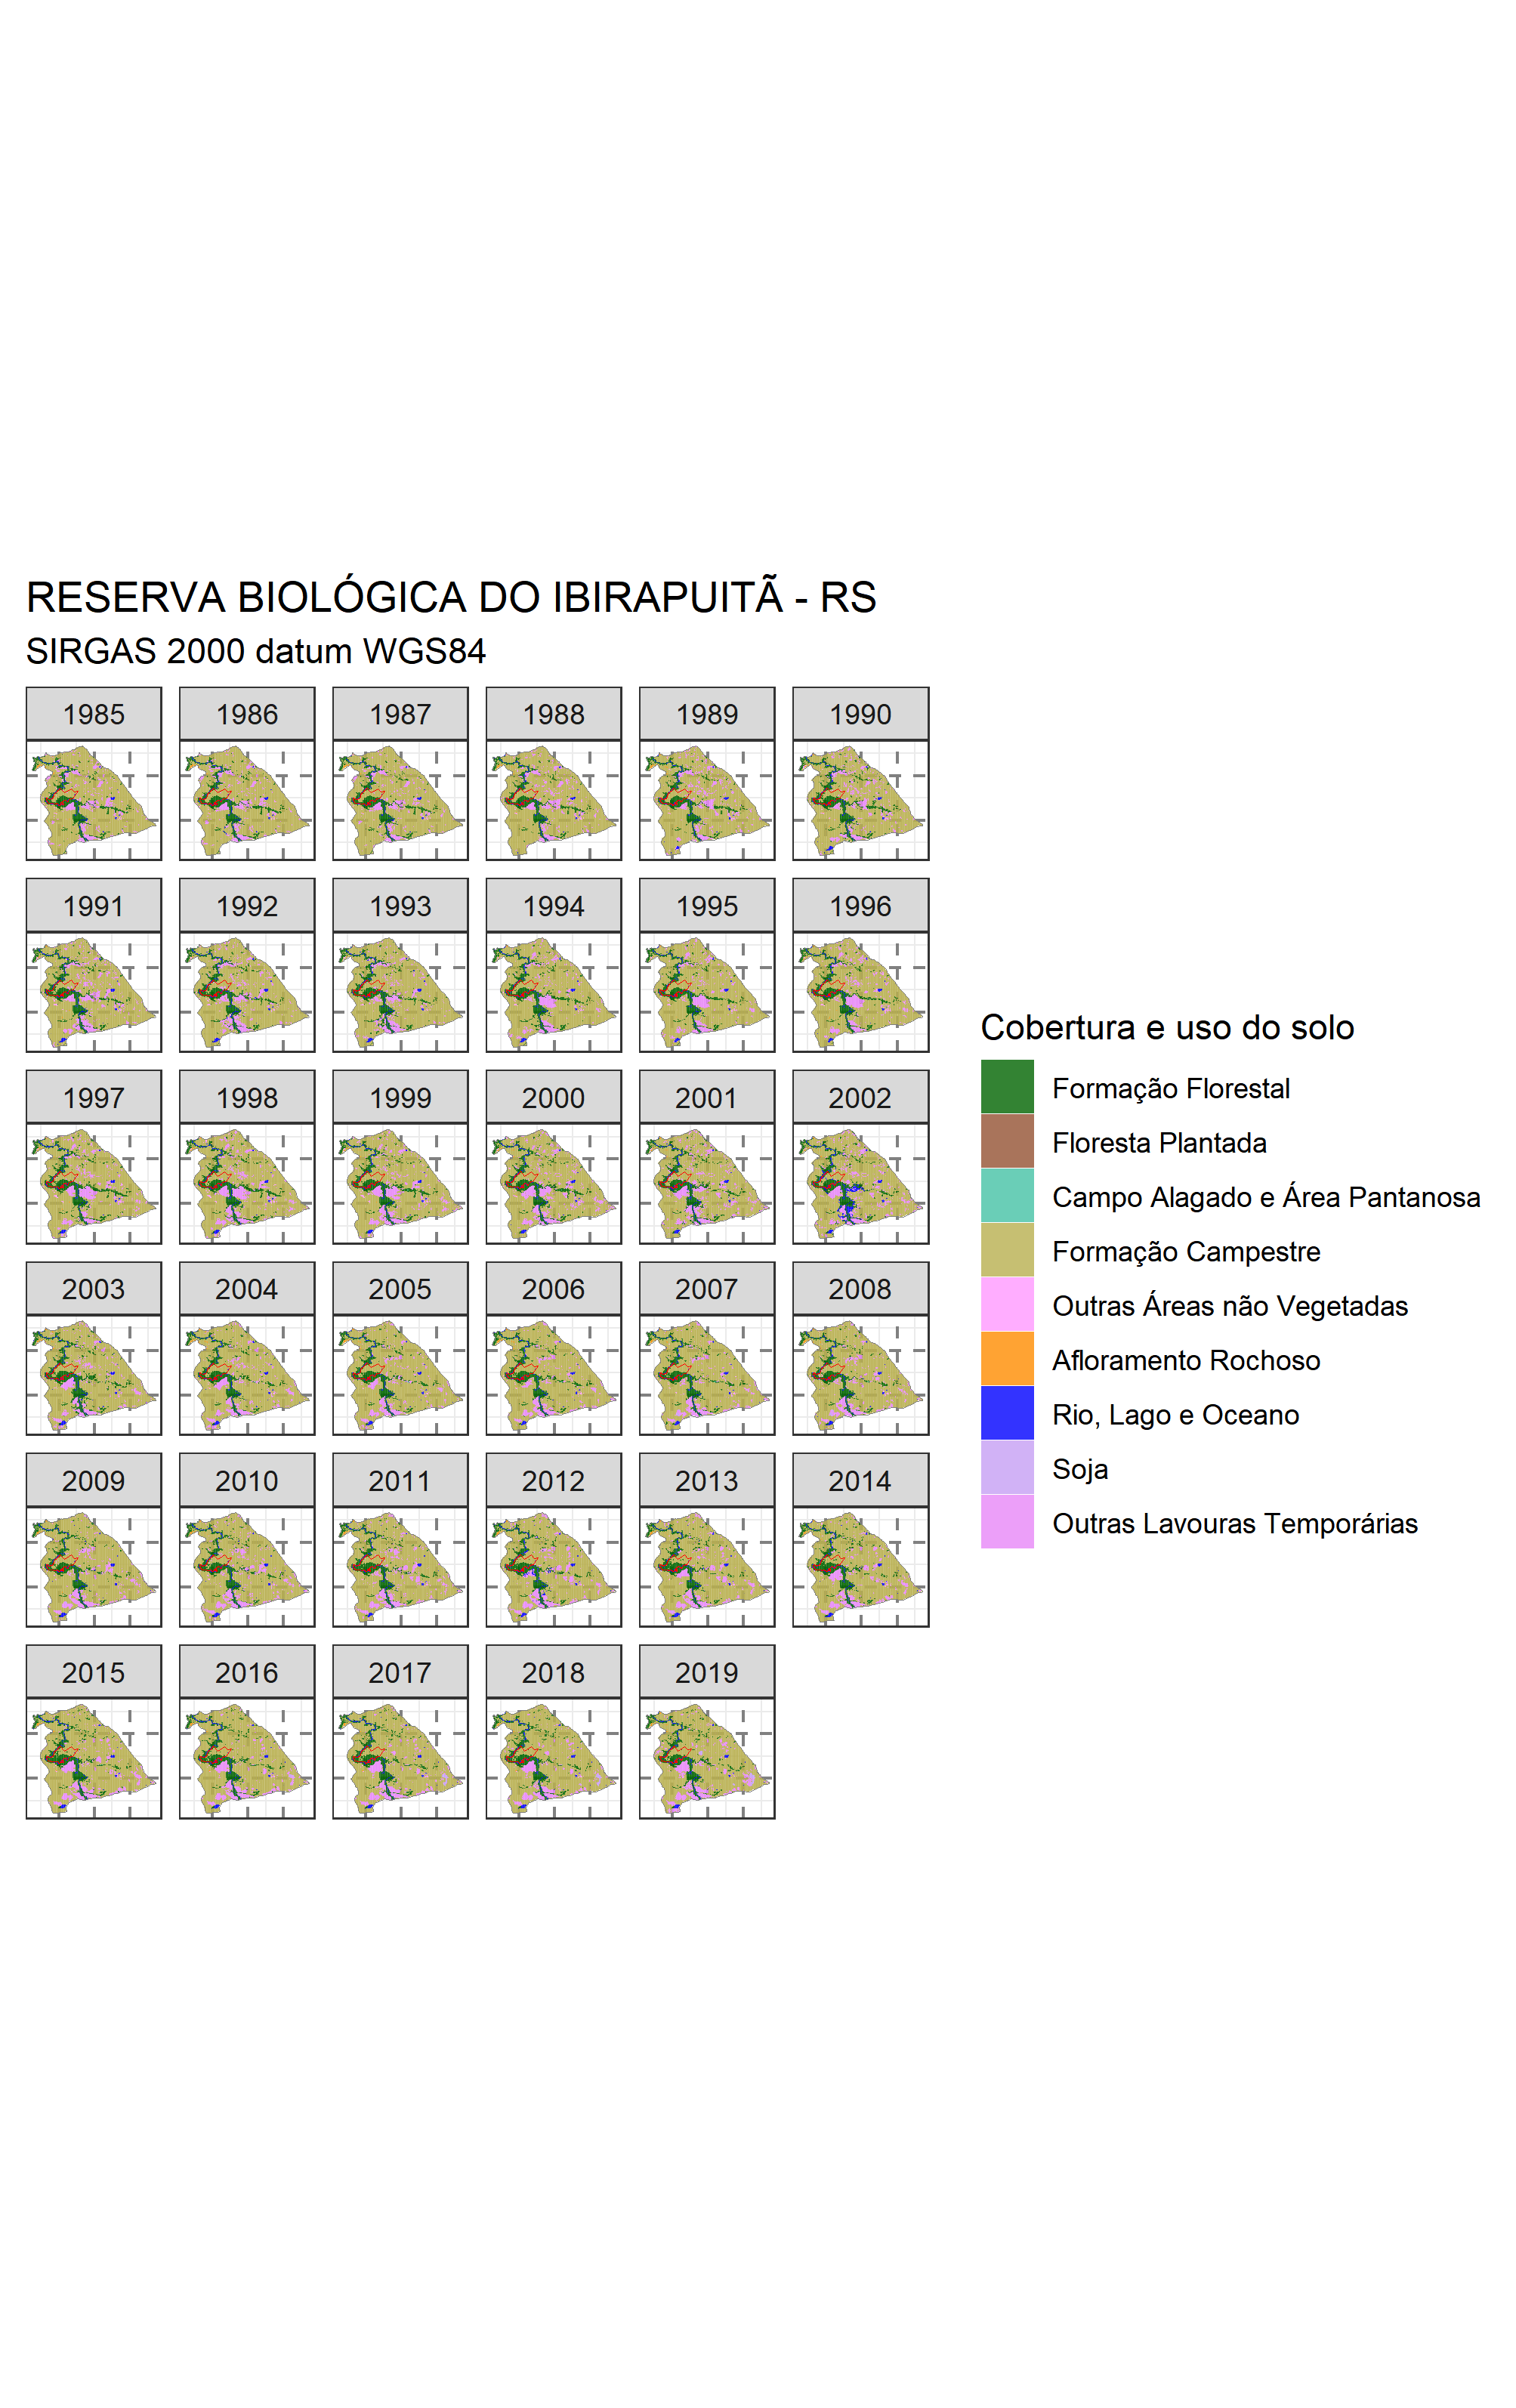 RESERVA BIOLÓGICA DO IBIRAPUITÃ - RS
SIRGAS 2000 datum WGS84
1985 1986 1987 1988 1989 1990
1991 1992 1993 1994 1995 1996
1997 1998 1999 2000 2001 2002
2003 2004 2005 2006 2007 2008
2009 2010 2011 2012 2013 2014
2015 2016 2017 2018 2019
Cobertura e uso do solo
Formação Florestal
Floresta Plantada
Campo Alagado e Área Pantanosa
Formação Campestre
Outras Áreas não Vegetadas
Afloramento Rochoso
Rio, Lago e Oceano
Soja
Outras Lavouras Temporárias